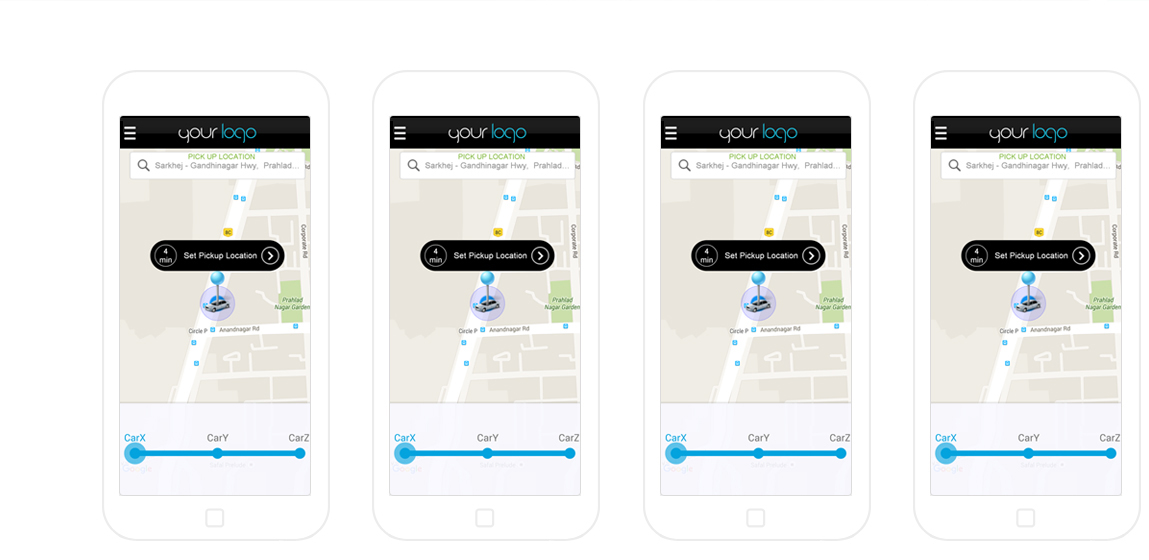 your logo
PICK UP LOCATION
Sarkhej - Gandhinagar Hwy, Prahlad...
BC
Corporate Rd
4 min
Set Pickup Location
Prahlad Nagar Garden
Circle P
Anandnagar Rd
CarX CarY CarZ
Google
your logo
PICK UP LOCATION
Sarkhej - Gandhinagar Hwy, Prahlad...
BC
4 min
Set Pickup Location
Prahlad Nagar Garden
Circle P
Anandnagar Rd
CarX CarY CarZ
Google
your logo
PICK UP LOCATION
Sarkhej - Gandhinagar Hwy, Prahlad...
BC
Corporate Rd
4 min
Set Pickup Location
Prahlad Nagar Garden
Circle P
Anandnagar Rd
CarX CarY CarZ
Google
your logo
PICK UP LOCATION
Sarkhej - Gandhinagar Hwy, Prahlad...
BC
Corporate Rd
4 min
Set Pickup Location
Prahlad Nagar Garden
Circle P
Anandnagar Rd
CarX CarY CarZ
Google